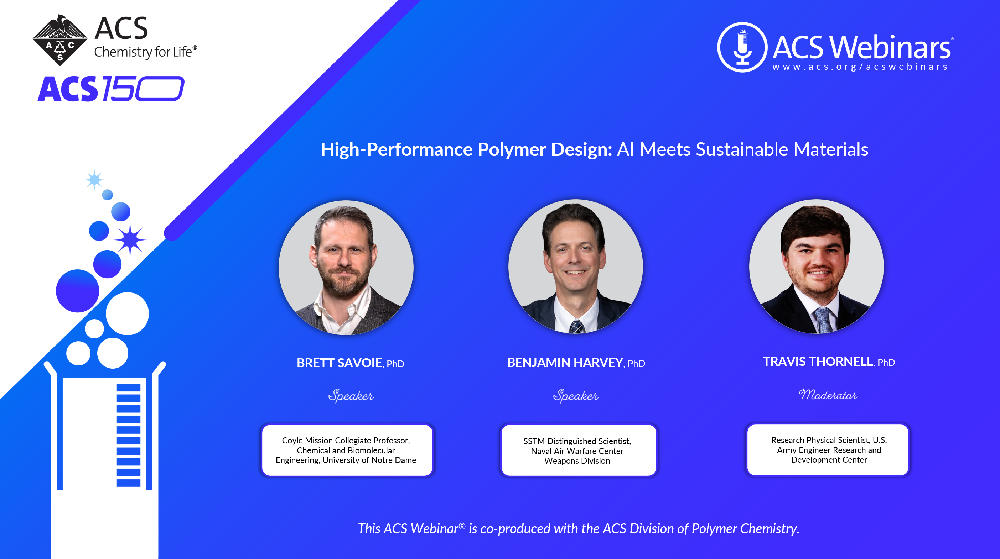 ACS
Chemistry for Life®
A C S
ACS150
ACS Webinars®
www.acs.org/acswebinars
High-Performance Polymer Design: AI Meets Sustainable Materials
BRETT SAVOIE, PhD
Speaker
Coyle Mission Collegiate Professor,
Chemical and Biomolecular
Engineering, University of Notre Dame
BENJAMIN HARVEY, PhD
Speaker
SSTM Distinguished Scientist,
Naval Air Warfare Center
Weapons Division
TRAVIS THORNELL, PhD
Moderator
Research Physical Scientist, U.S.
Army Engineer Research and
Development Center
This ACS Webinar® is co-produced with the ACS Division of Polymer Chemistry.